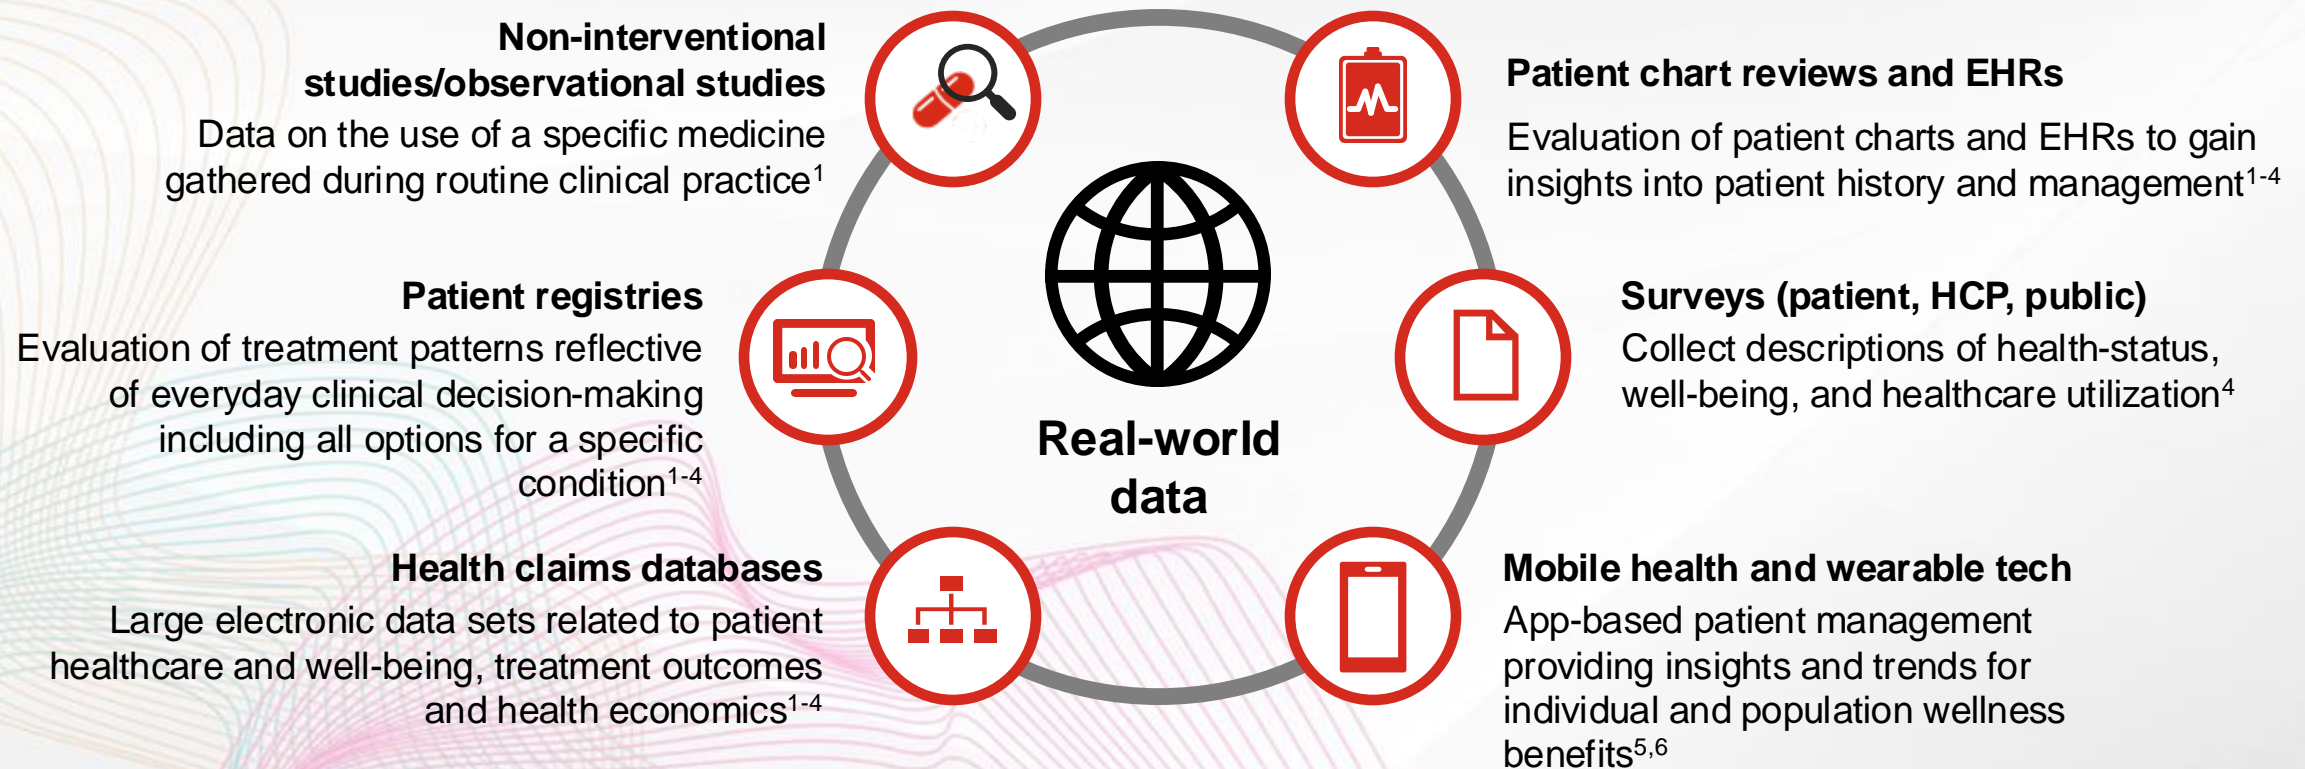 Non-interventional
studies/observational studies
Data on the use of a specific medicine
gathered during routine clinical practice¹
Patient registries
Evaluation of treatment patterns reflective
of everyday clinical decision-making
including all options for a specific
condition¹⁻⁴
Health claims databases
Large electronic data sets related to patient
healthcare and well-being, treatment outcomes
and health economics¹⁻⁴
Real-world
data
Patient chart reviews and EHRs
Evaluation of patient charts and EHRs to gain
insights into patient history and management¹⁻⁴
Surveys (patient, HCP, public)
Collect descriptions of health-status,
well-being, and healthcare utilization⁴
Mobile health and wearable tech
App-based patient management
providing insights and trends for
individual and population wellness
benefits⁵,⁶